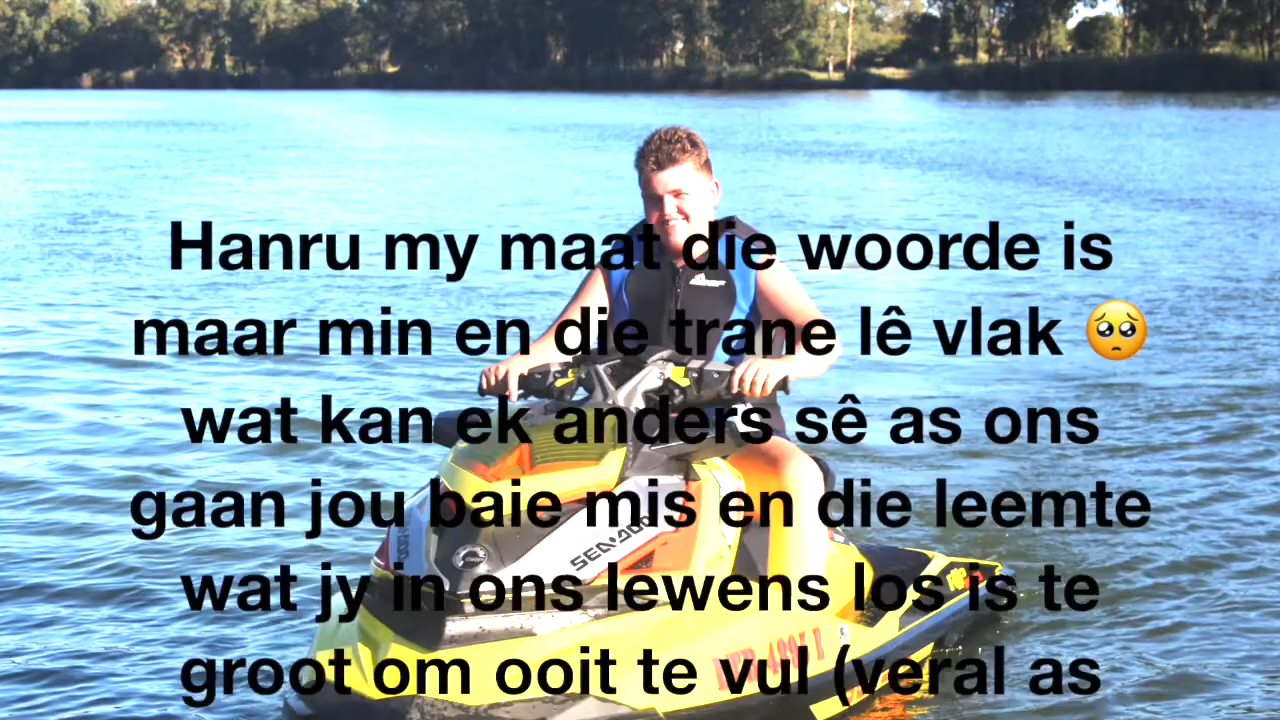 Hanru my maat die woorde is
maar min en die trane lê vlak 🥺
wat kan ek anders sê as ons
gaan jou baie mis en die leemte
wat jy in ons lewens los is te
groot om ooit te vul (veral as
SEA-DOO